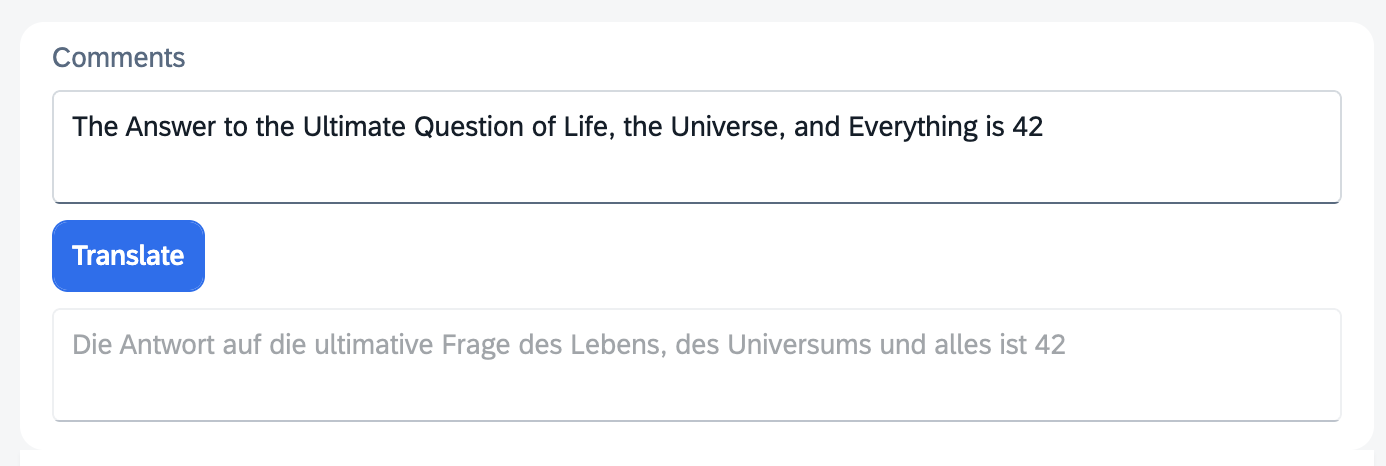 Comments
The Answer to the Ultimate Question of Life, the Universe, and Everything is 42
Translate
Die Antwort auf die ultimative Frage des Lebens, des Universums und alles ist 42